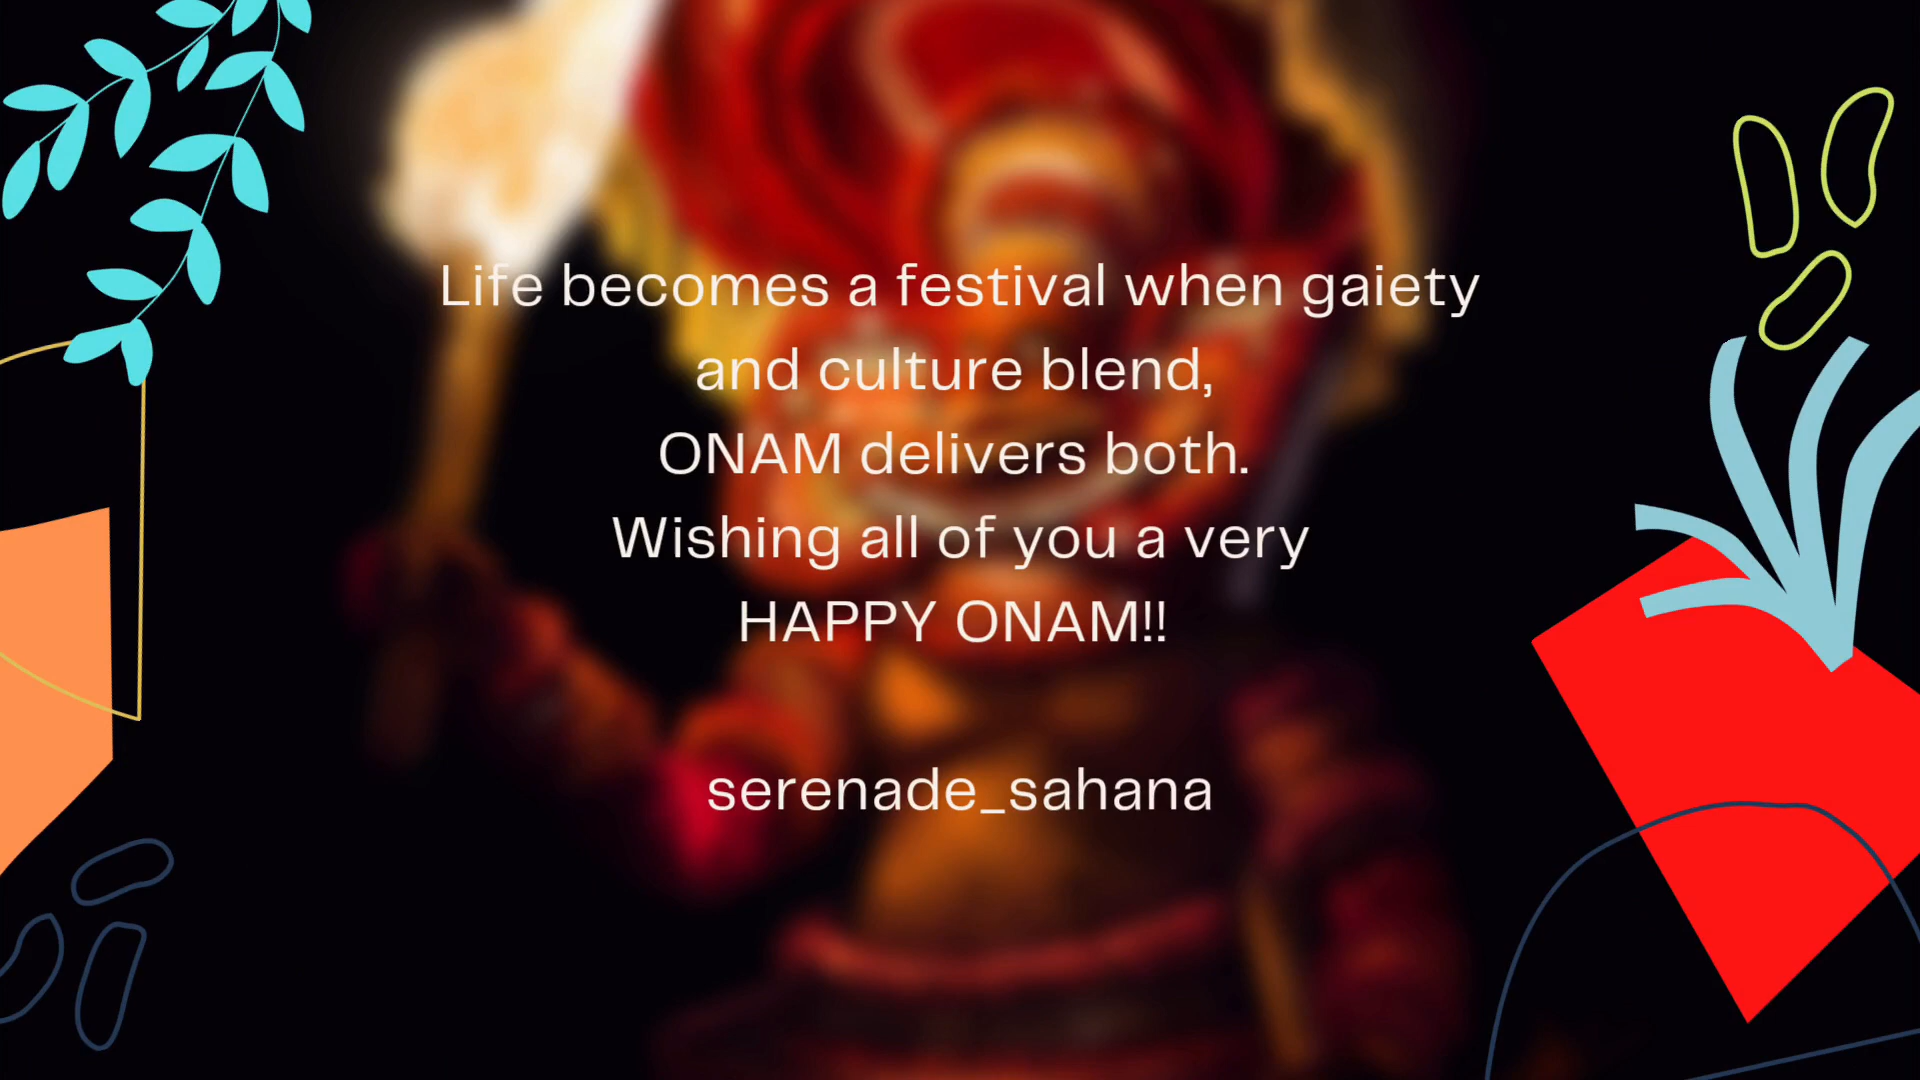 Life becomes a festival when gaiety
and culture blend,
ONAM delivers both.
Wishing all of you a very
HAPPY ONAM!!
serenade_sahana